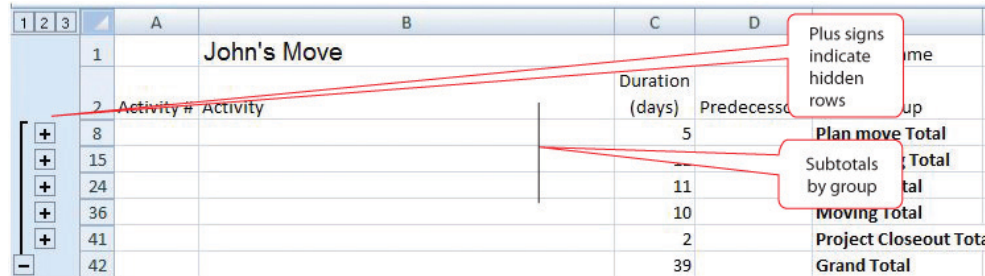 1 2 3 A B C D
1 John's Move
Plus signs
indicate
hidden
rows
Duration
2 Activity # Activity (days)
8 5 Plan move Total
15 Total
24 11
36 10 Moving Total
41 2 Project Closeout
42 39 Grand Total
Subtotals
by group